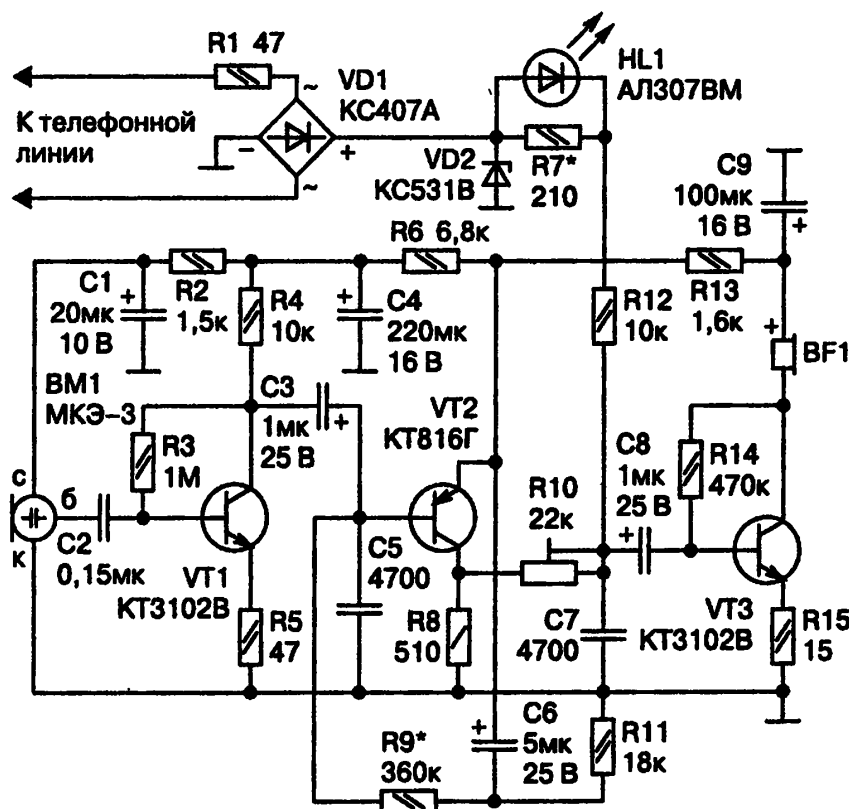 R1 47
VD1
КС407А
HL1
АЛ307ВМ
К телефонной
линии
~
~
−
+
VD2
КС531В
R7*
210
C9
100мк
16 В
+
R6 6,8к
C1
20мк
10 В
+
R2
1,5к
R4
10к
+
C4
220мк
16 В
R12
10к
R13
1,6к
+
BF1
BM1
МКЭ-3
R3
1М
C3
1мк
25 В
+
VT2
КТ816Г
C8
1мк
25 В
+
R14
470к
с
б
к
C2
0,15мк
VT1
КТ3102В
R5
47
C5
4700
R10
22к
R8
510
C7
4700
VT3
КТ3102В
R15
15
R9*
360к
+
C6
5мк
25 В
R11
18к